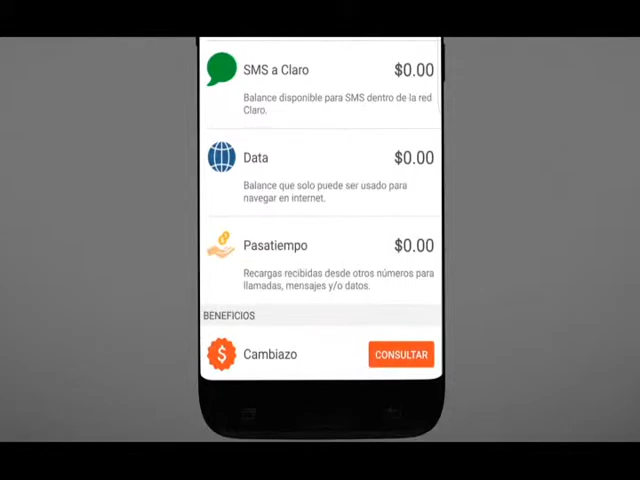 SMS a Claro $0.00
Balance disponible para SMS dentro de la red
Claro.
Data $0.00
Balance que solo puede ser usado para
navegar en internet.
Pasatiempo $0.00
Recargas recibidas desde otros números para
llamadas, mensajes y/o datos.
BENEFICIOS
$ Cambiazo CONSULTAR